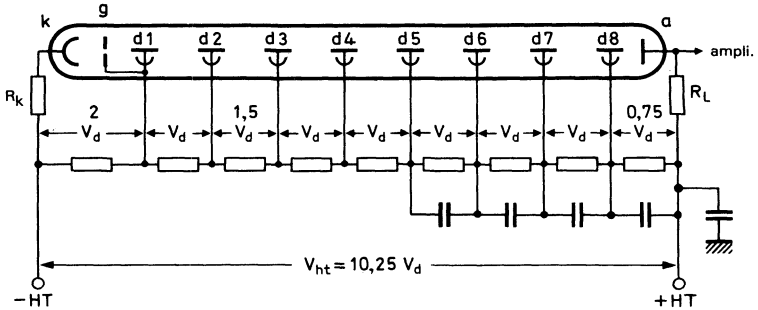 k g d1 d2 d3 d4 d5 d6 d7 d8 a
ampli.
Rk RL
2 1,5 0,75
Vd Vd Vd Vd Vd Vd Vd Vd Vd
Vht = 10,25 Vd
−HT +HT